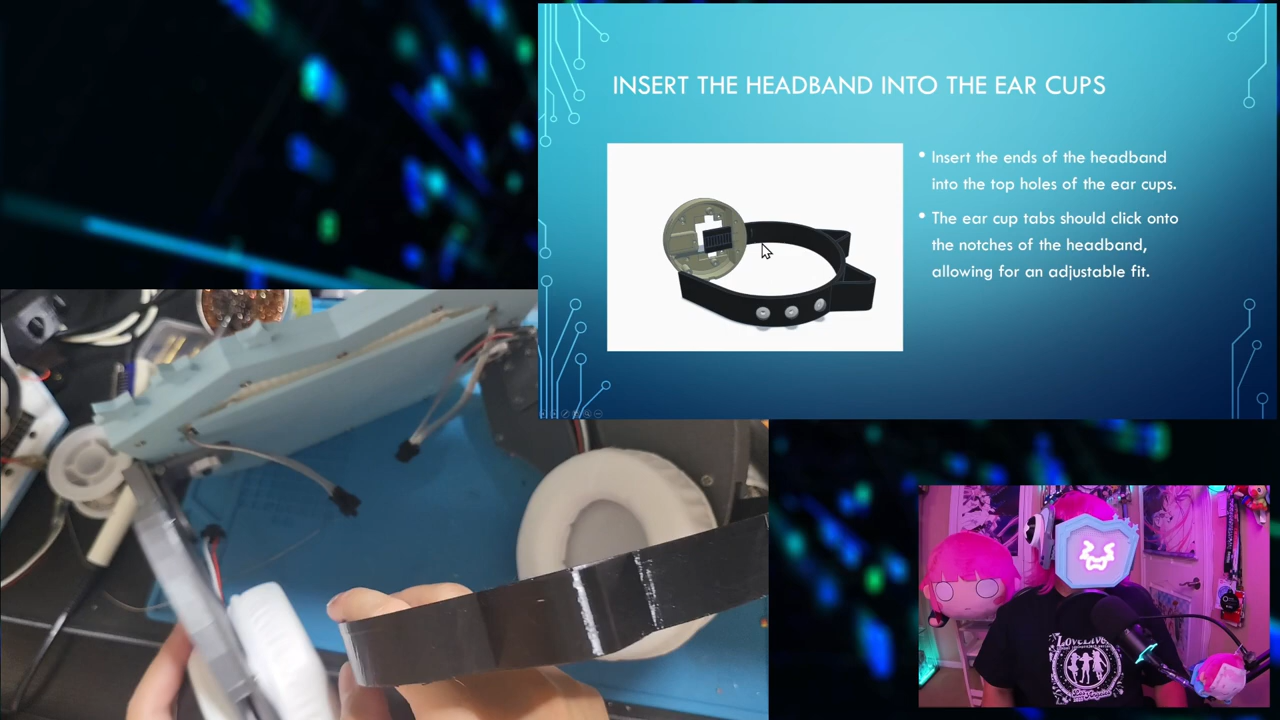 INSERT THE HEADBAND INTO THE EAR CUPS
• Insert the ends of the headband
into the top holes of the ear cups.
• The ear cup tabs should click onto
the notches of the headband,
allowing for an adjustable fit.
LOVELIVE!